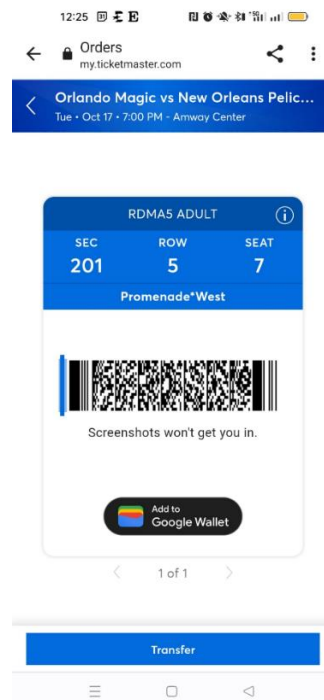 12:25
Orders
my.ticketmaster.com
Orlando Magic vs New Orleans Pelic...
Tue • Oct 17 • 7:00 PM - Amway Center
RDMA5 ADULT
SEC ROW SEAT
201 5 7
Promenade*West
Screenshots won't get you in.
Add to
Google Wallet
1 of 1
Transfer